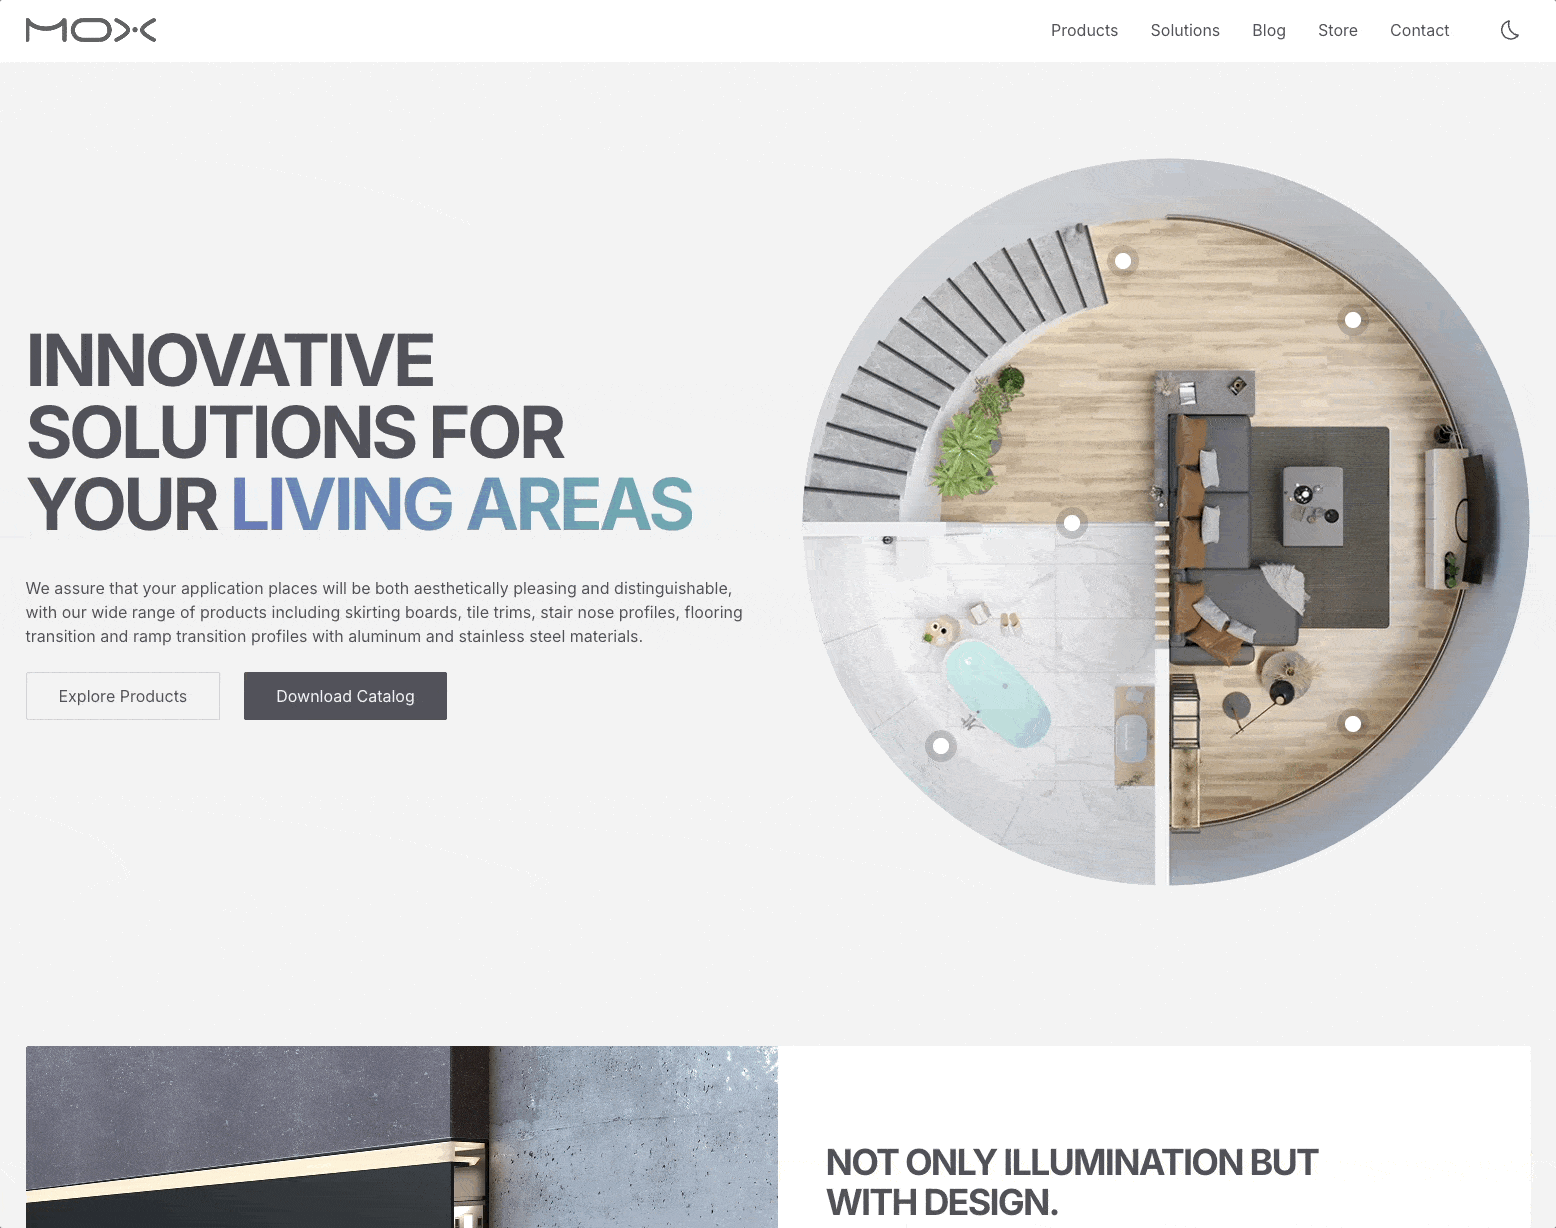 MOX
Products
Solutions
Blog
Store
Contact
INNOVATIVE
SOLUTIONS FOR
YOUR LIVING AREAS
We assure that your application places will be both aesthetically pleasing and distinguishable,
with our wide range of products including skirting boards, tile trims, stair nose profiles, flooring
transition and ramp transition profiles with aluminum and stainless steel materials.
Explore Products
Download Catalog
NOT ONLY ILLUMINATION BUT
WITH DESIGN.